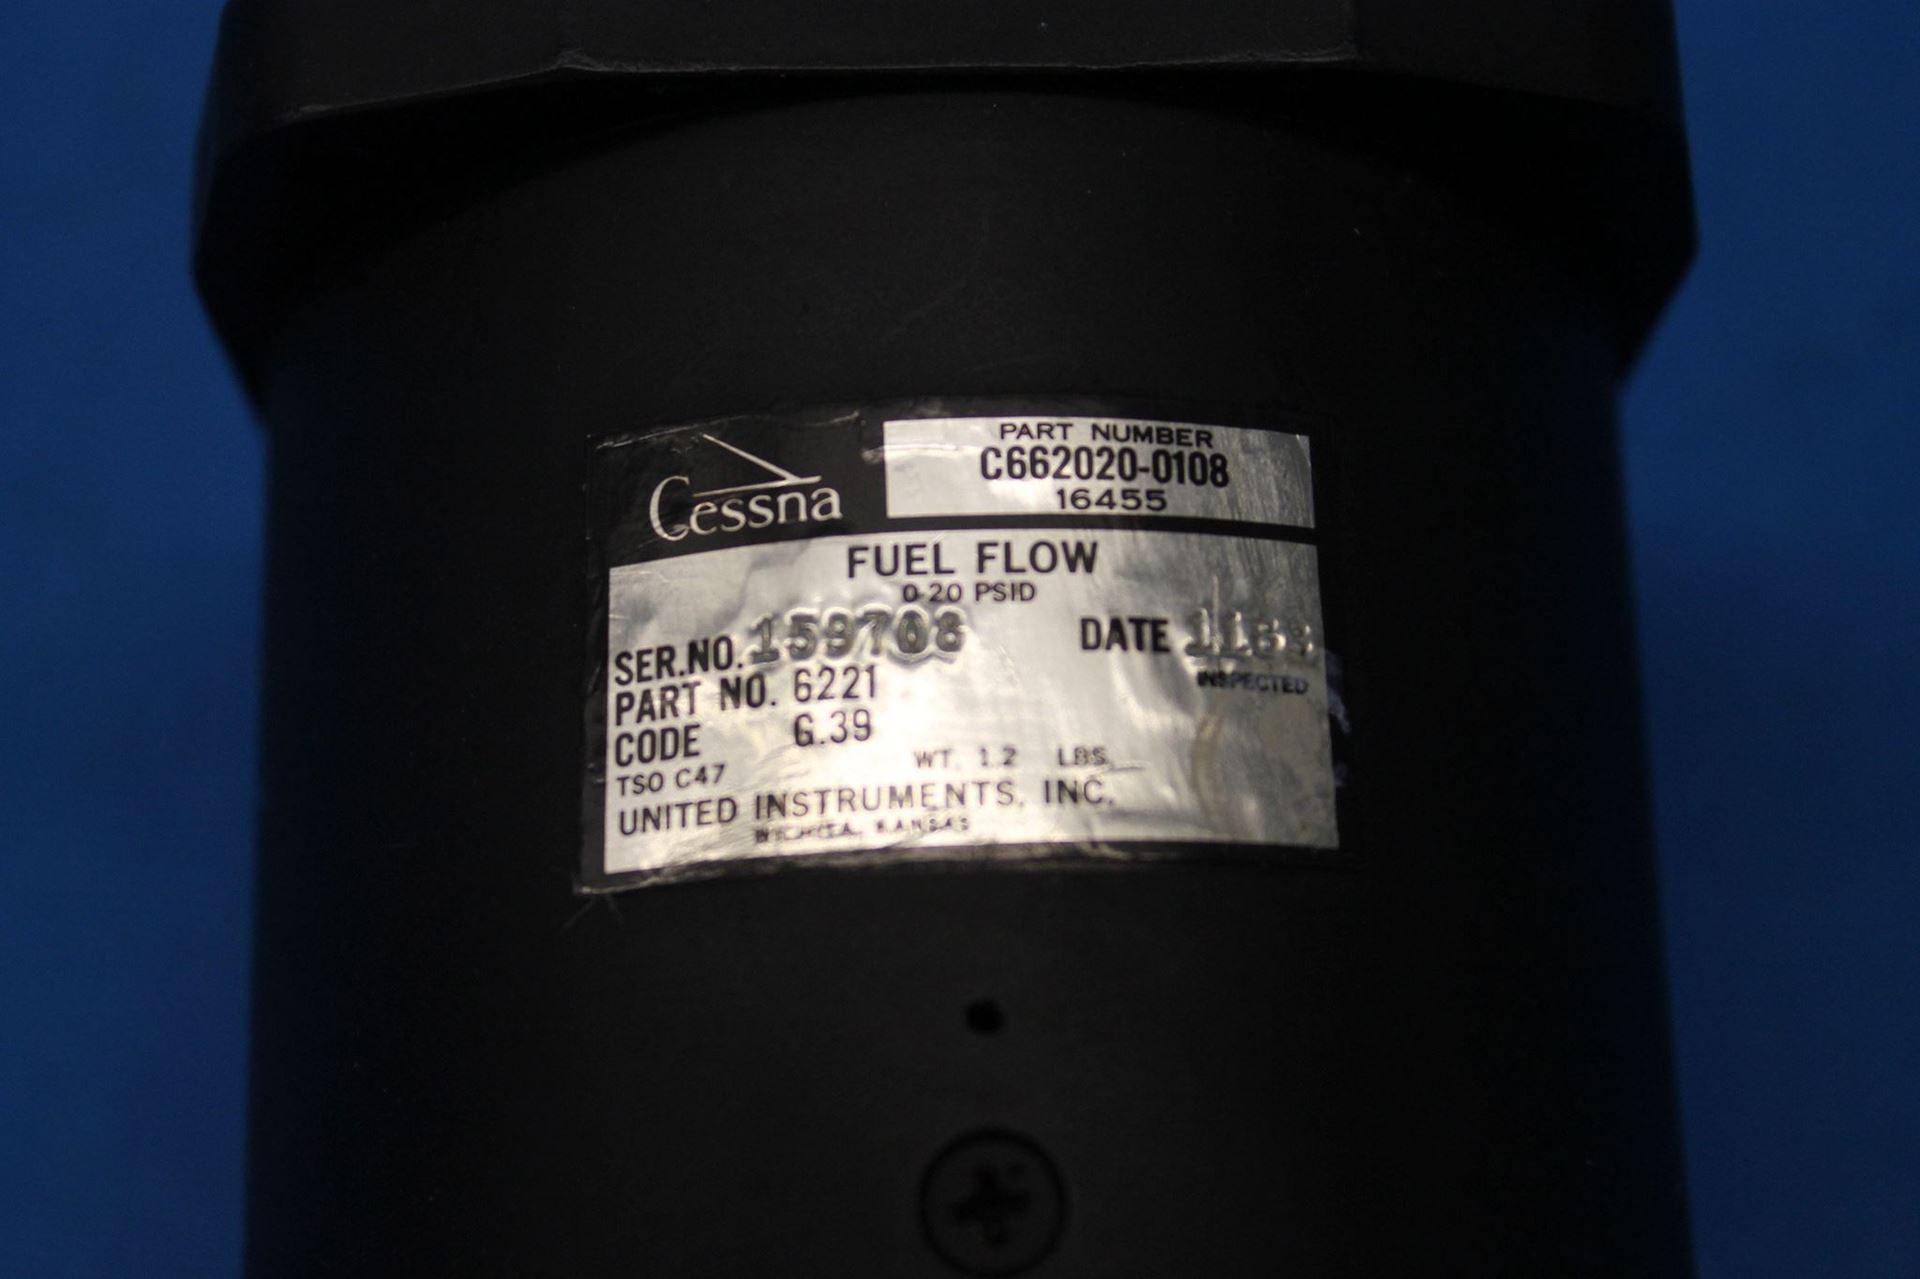 Cessna
PART NUMBER
C662020-0108
16455
FUEL FLOW
0-20 PSID
SER.NO. 159708
DATE
INSPECTED
PART NO. 6221
CODE G.39
TSO C47
WT. 1.2 LBS.
UNITED INSTRUMENTS, INC.
WICHITA, KANSAS